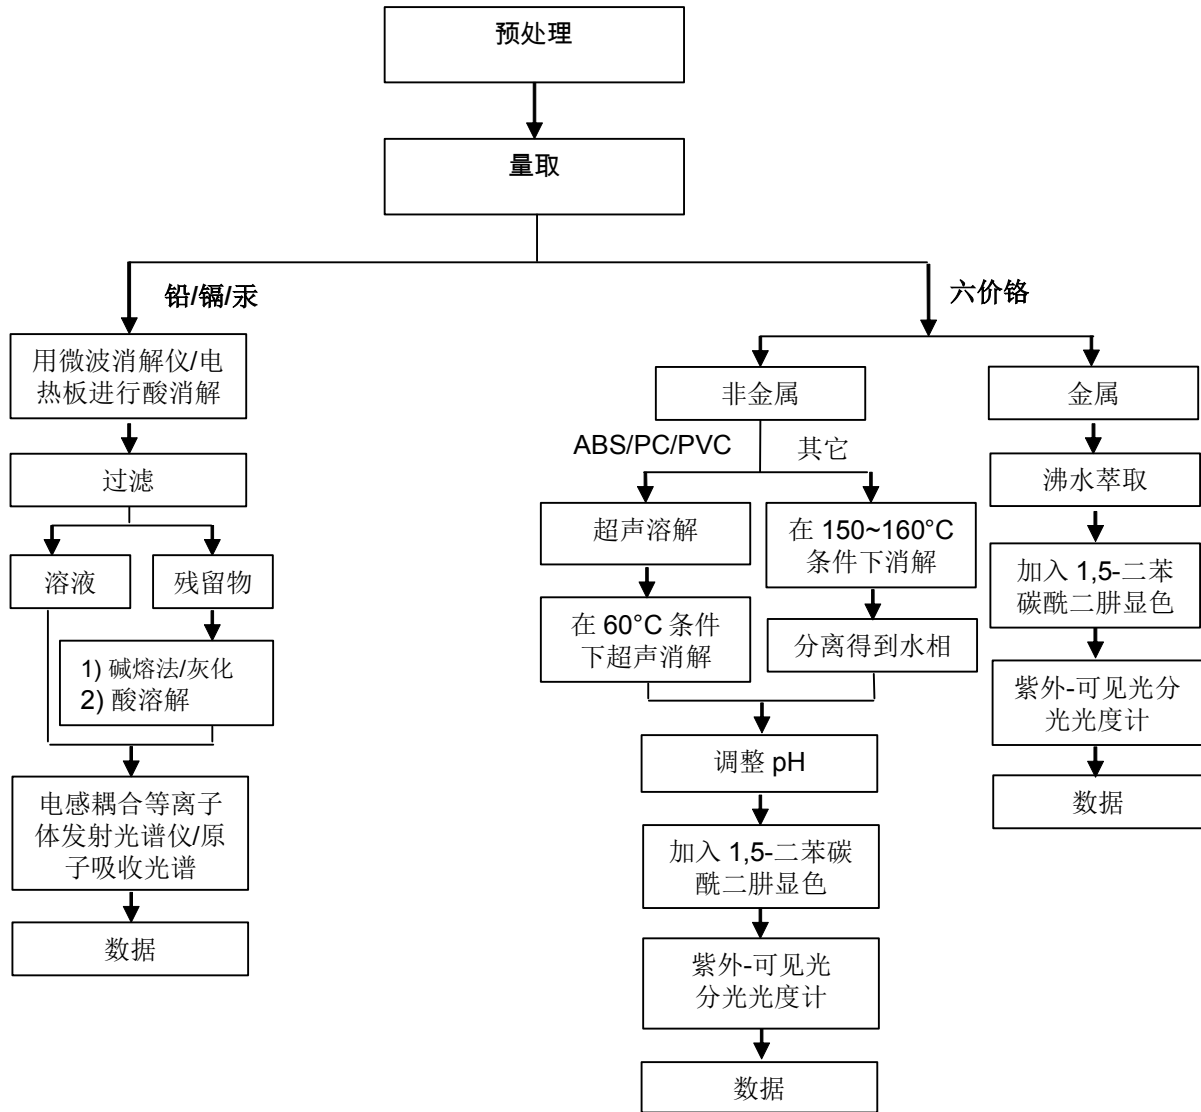 预处理
量取
铅/镉/汞
六价铬
用微波消解仪/电
热板进行酸消解
过滤
溶液
残留物
1) 碱熔法/灰化
2) 酸溶解
电感耦合等离子
体发射光谱仪/原
子吸收光谱
数据
非金属
ABS/PC/PVC
其它
超声溶解
在 60°C 条件
下超声消解
在 150~160°C
条件下消解
分离得到水相
调整 pH
加入 1,5-二苯碳
酰二肼显色
紫外-可见光
分光光度计
数据
金属
沸水萃取
加入 1,5-二苯
碳酰二肼显色
紫外-可见光分
光光度计
数据